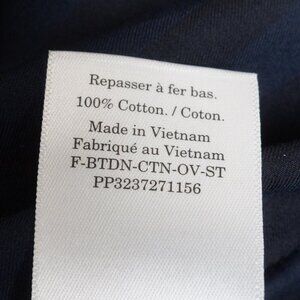 Repasser à fer bas.
100% Cotton. / Coton.
Made in Vietnam
Fabriqué au Vietnam
F-BTDN-CTN-OV-ST
PP3237271156